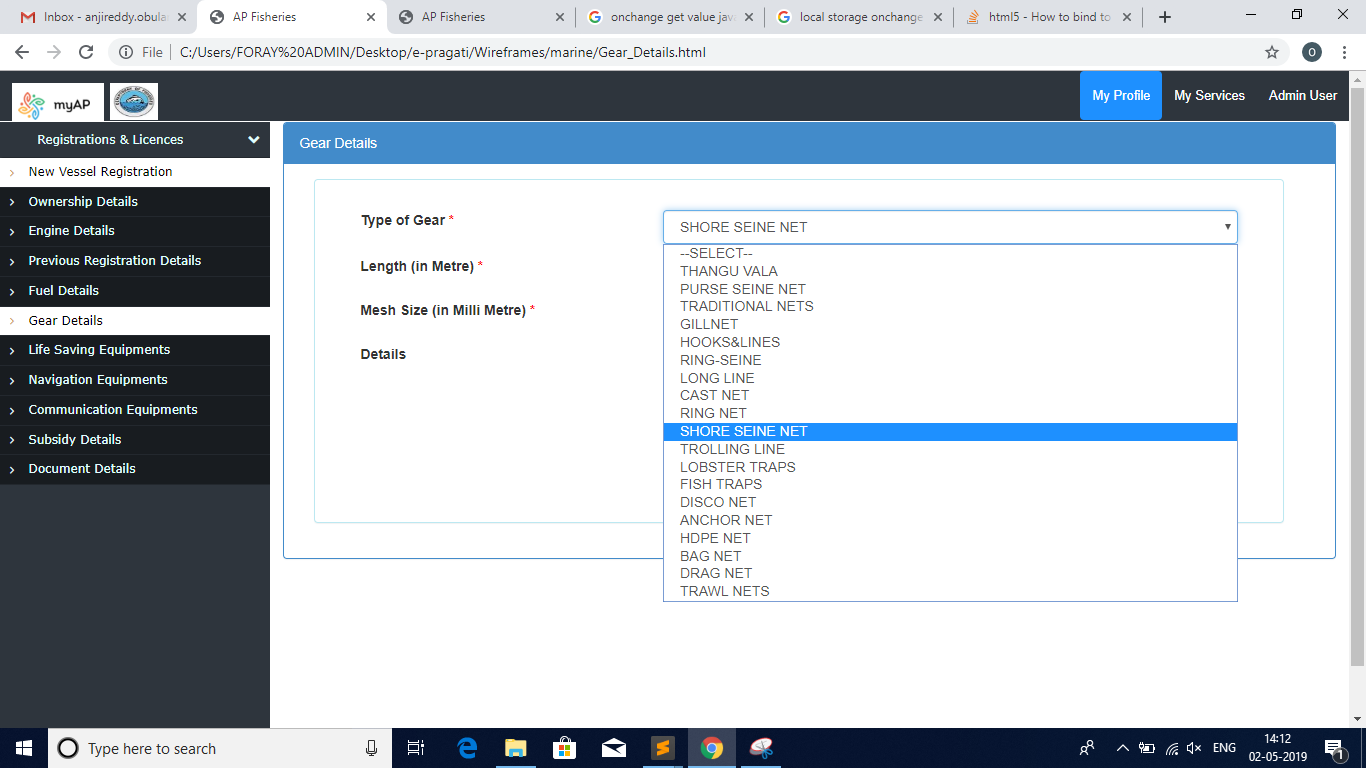 Inbox - anjireddy.obula
AP Fisheries
AP Fisheries
onchange get value java
local storage onchange
html5 - How to bind to
File
C:/Users/FORAY%20ADMIN/Desktop/e-pragati/Wireframes/marine/Gear_Details.html
O
myAP
My Profile
My Services
Admin User
Registrations & Licences
New Vessel Registration
Ownership Details
Engine Details
Previous Registration Details
Fuel Details
Gear Details
Life Saving Equipments
Navigation Equipments
Communication Equipments
Subsidy Details
Document Details
Gear Details
Type of Gear *
SHORE SEINE NET
Length (in Metre) *
Mesh Size (in Milli Metre) *
Details
--SELECT--
THANGU VALA
PURSE SEINE NET
TRADITIONAL NETS
GILLNET
HOOKS&LINES
RING-SEINE
LONG LINE
CAST NET
RING NET
SHORE SEINE NET
TROLLING LINE
LOBSTER TRAPS
FISH TRAPS
DISCO NET
ANCHOR NET
HDPE NET
BAG NET
DRAG NET
TRAWL NETS
Type here to search
ENG
14:12
02-05-2019
1